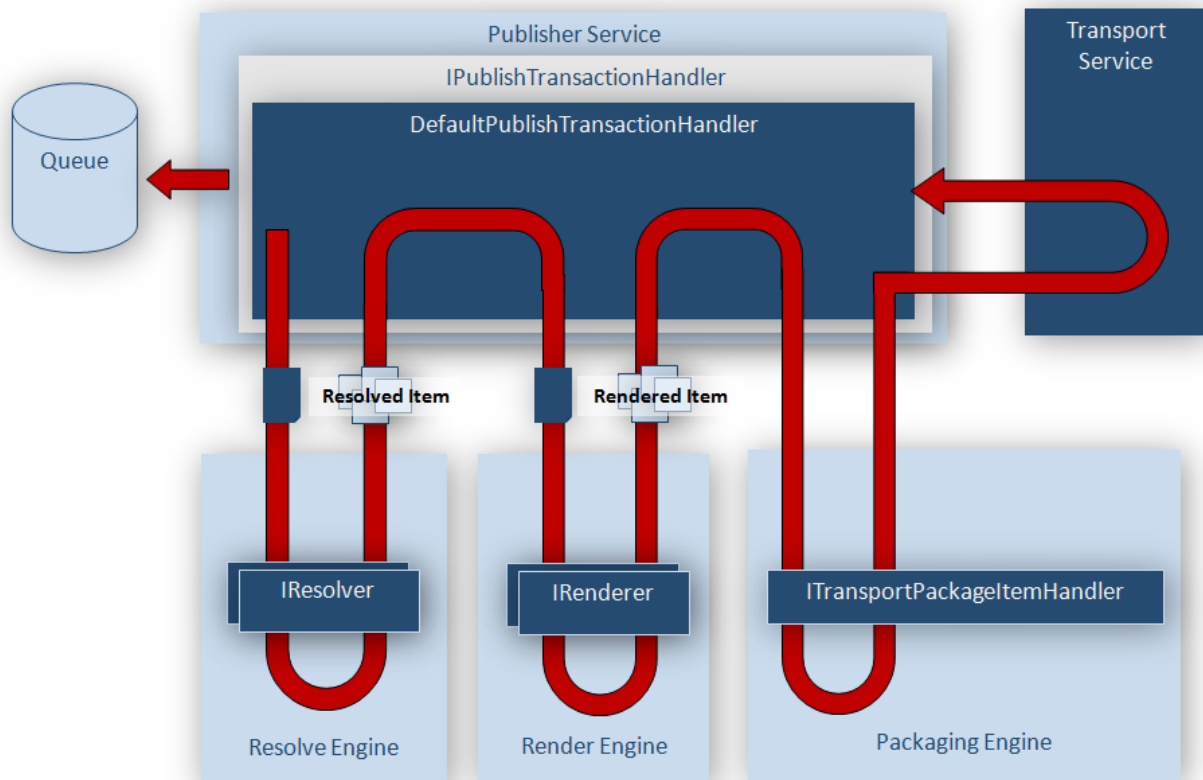 Publisher Service
Transport
Service
IPublishTransactionHandler
DefaultPublishTransactionHandler
Queue
Resolved Item
Rendered Item
IResolver
IRenderer
ITransportPackageItemHandler
Resolve Engine
Render Engine
Packaging Engine